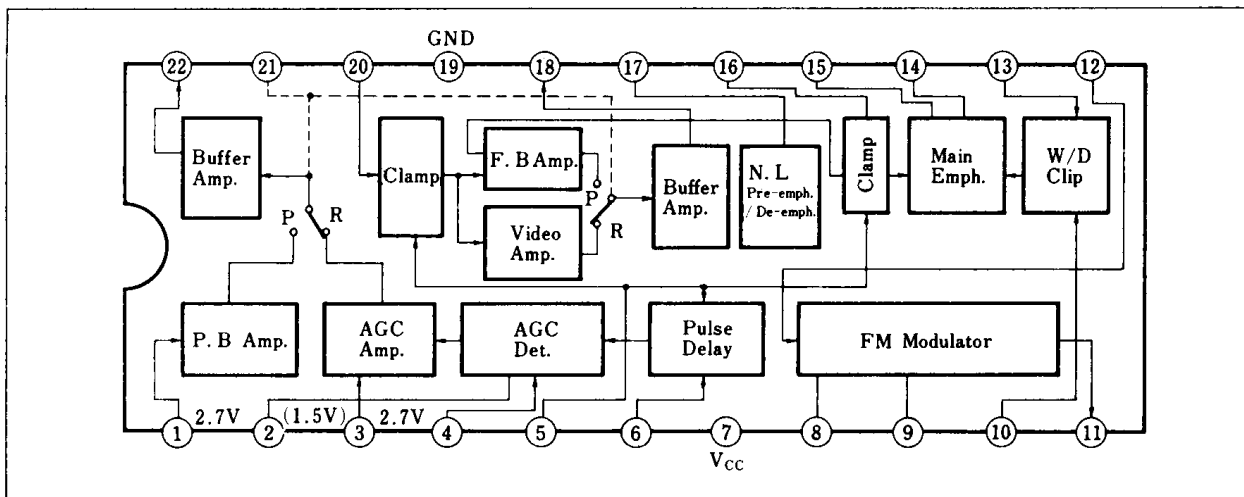 GND
22 21 20 19 18 17 16 15 14 13 12
Buffer Amp.
Clamp
F. B Amp.
P
R
Video Amp.
Buffer Amp.
N. L
Pre-emph.
/ De-emph.
Clamp
Main Emph.
W/D Clip
P
R
P. B Amp.
AGC Amp.
AGC Det.
Pulse Delay
FM Modulator
2.7V (1.5V) 2.7V
1 2 3 4 5 6 7 8 9 10 11
VCC